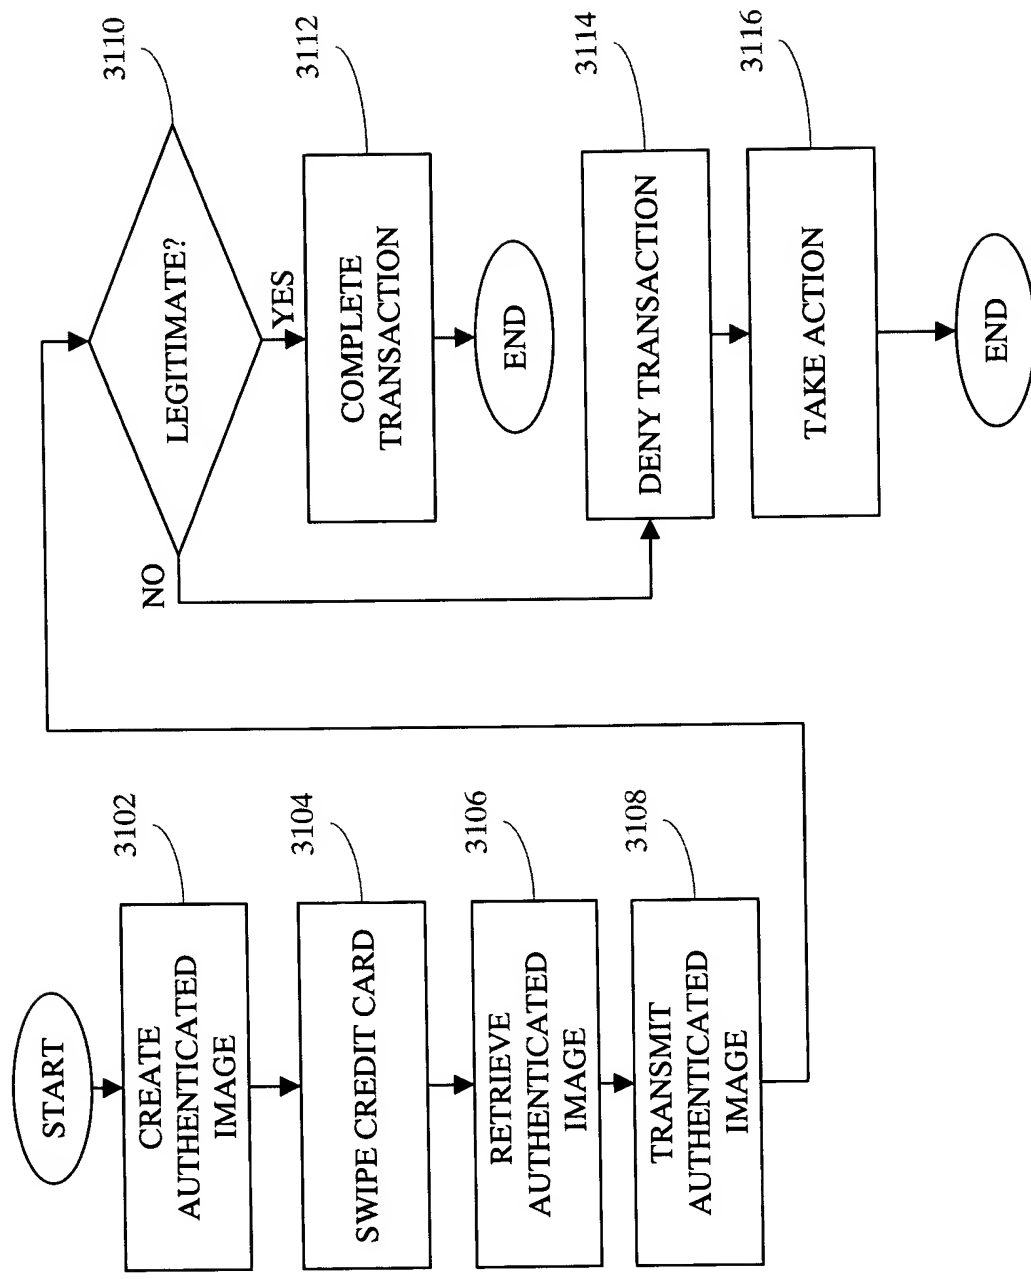 START
CREATE
AUTHENTICATED
IMAGE
3102
SWIPE CREDIT CARD
3104
RETRIEVE
AUTHENTICATED
IMAGE
3106
TRANSMIT
AUTHENTICATED
IMAGE
3108
LEGITIMATE?
3110
NO
YES
COMPLETE
TRANSACTION
3112
END
DENY TRANSACTION
3114
TAKE ACTION
3116
END